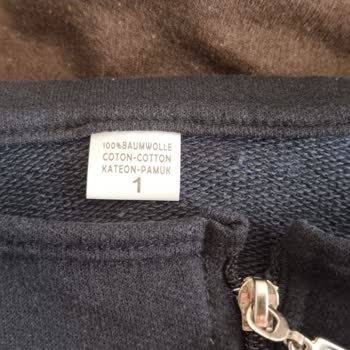 100%BAUMWOLLE
COTON-COTTON
KATEON-PAMUK
1